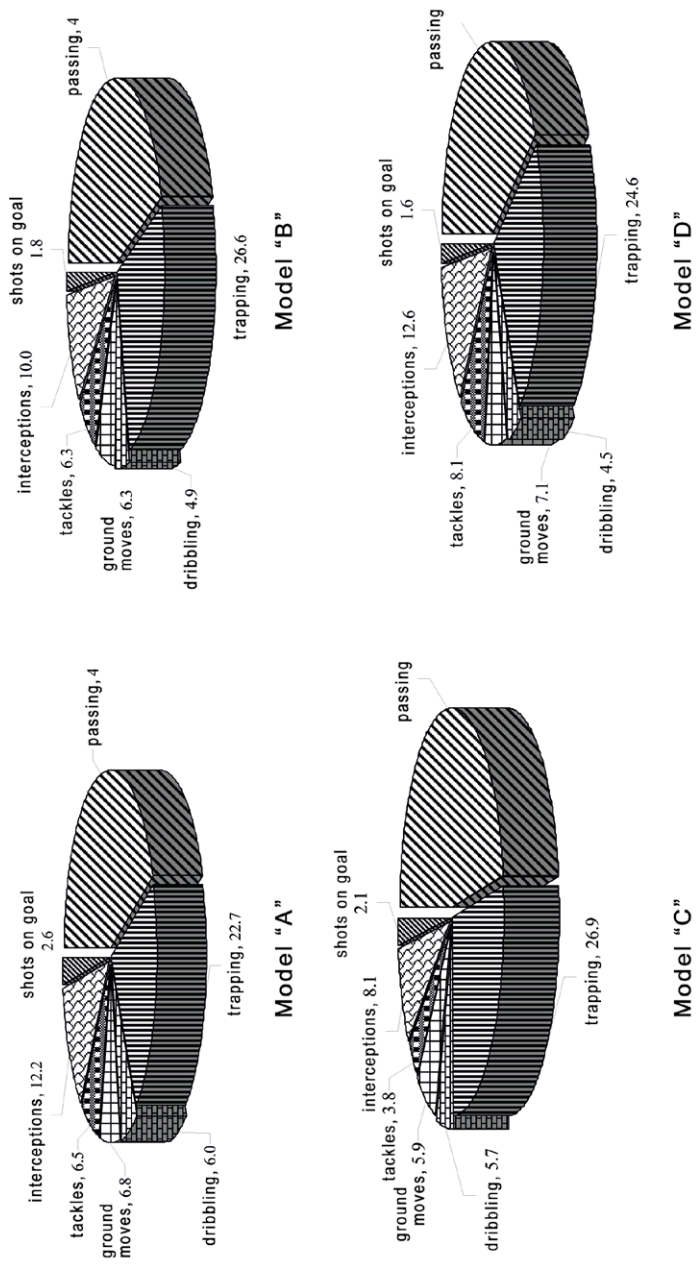 shots on goal
2.6
interceptions, 12.2
tackles, 6.5
ground
moves, 6.8
dribbling, 6.0
trapping, 22.7
passing, 4
Model "A"
shots on goal
1.8
interceptions, 10.0
tackles, 6.3
ground
moves, 6.3
dribbling, 4.9
trapping, 26.6
passing, 4
Model "B"
shots on goal
2.1
interceptions, 8.1
tackles, 3.8
ground
moves, 5.9
dribbling, 5.7
trapping, 26.9
passing
Model "C"
shots on goal
1.6
interceptions, 12.6
tackles, 8.1
ground
moves, 7.1
dribbling, 4.5
trapping, 24.6
passing
Model "D"